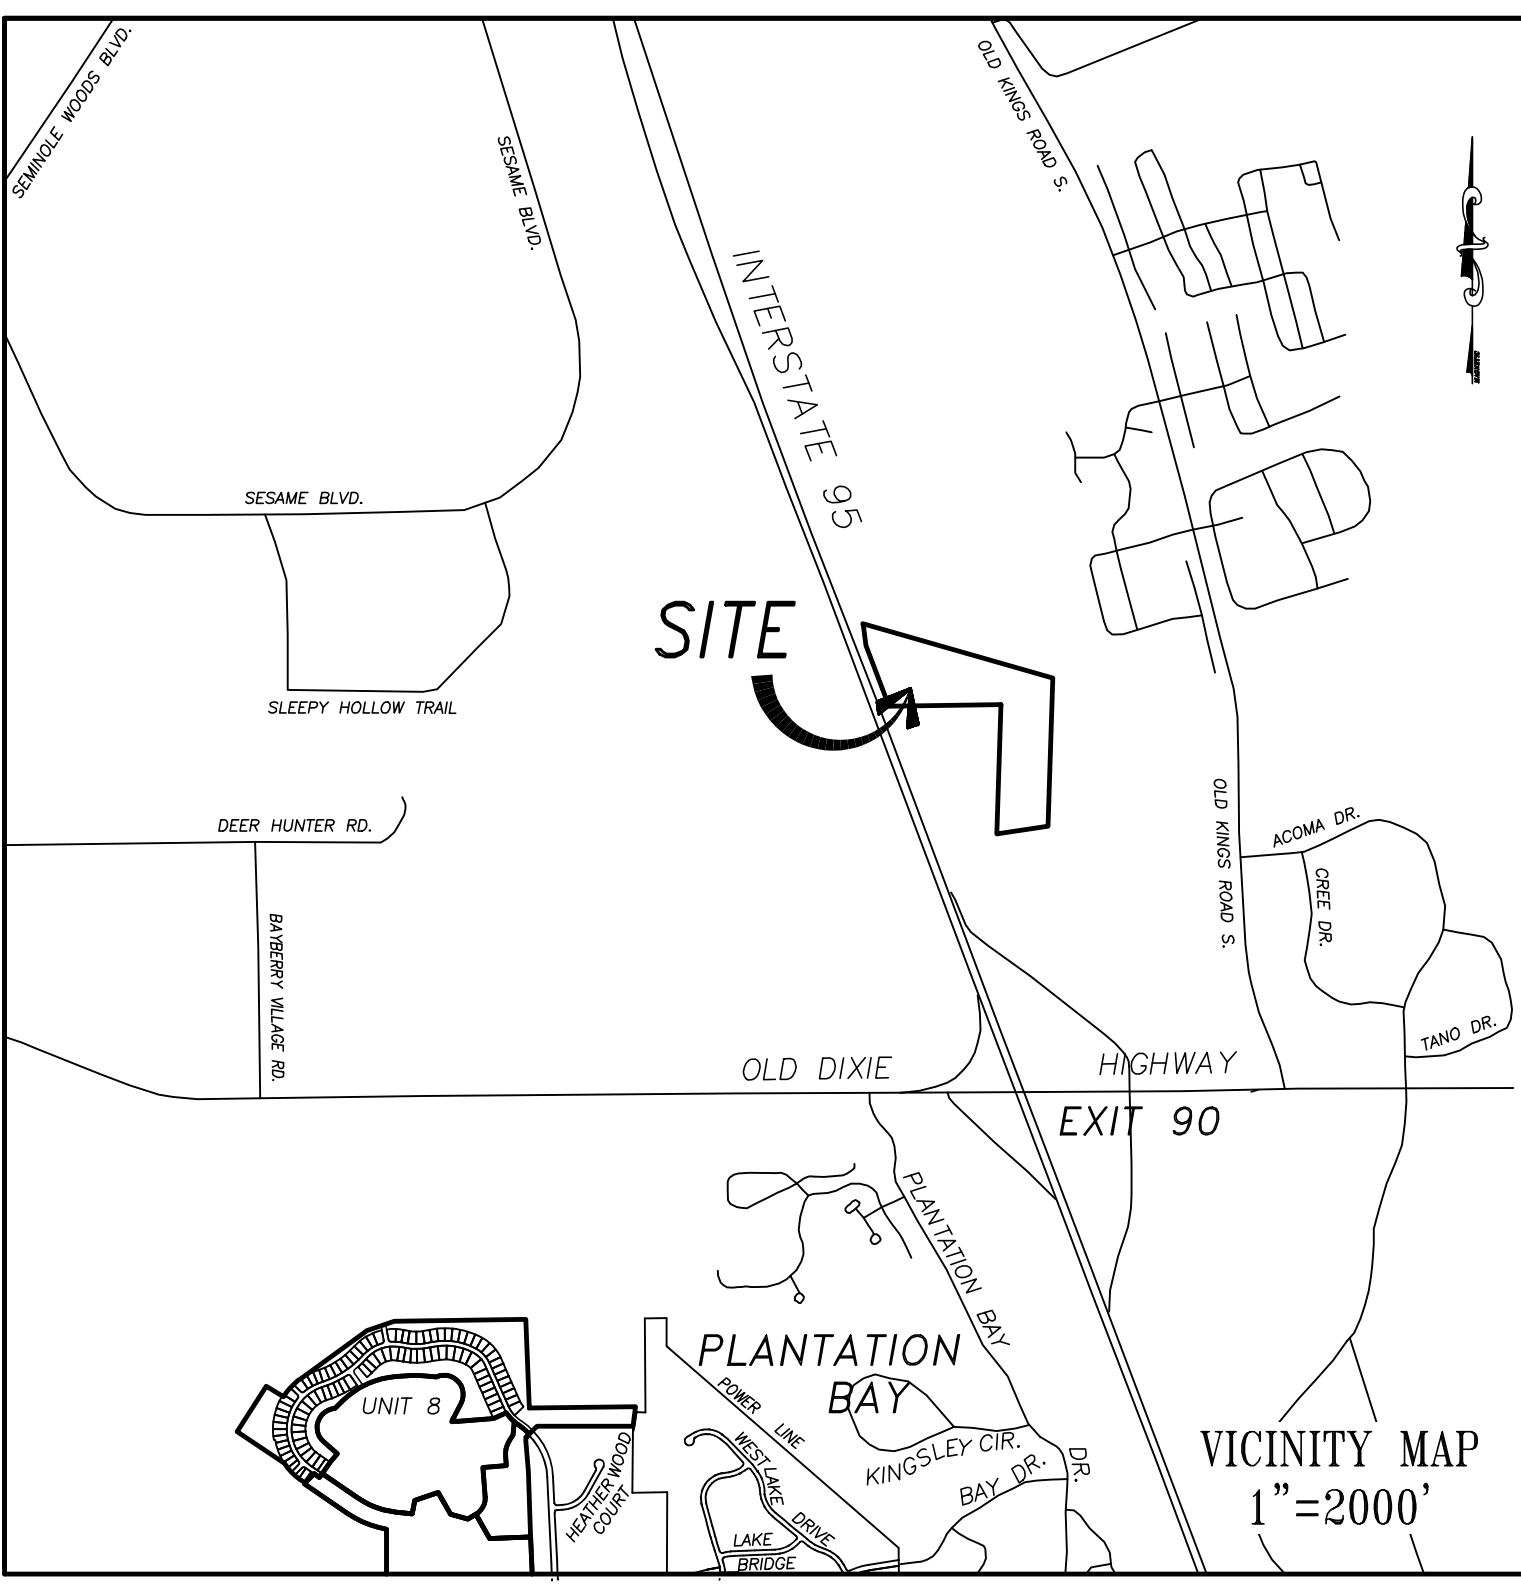 SEMINOLE WOODS BLVD.
SESAME BLVD.
OLD KINGS ROAD S.
INTERSTATE 95
SESAME BLVD.
SITE
SLEEPY HOLLOW TRAIL
DEER HUNTER RD.
BAYBERRY VILLAGE RD.
OLD KINGS ROAD S.
ACOMA DR.
CREE DR.
TANO DR.
OLD DIXIE HIGHWAY
EXIT 90
PLANTATION BAY DR.
PLANTATION
BAY
UNIT 8
POWER LINE
HEATHER WOOD
COURT
WEST LAKE DRIVE
LAKE
BRIDGE
KINGSLEY CIR.
BAY DR.
VICINITY MAP
1"=2000'